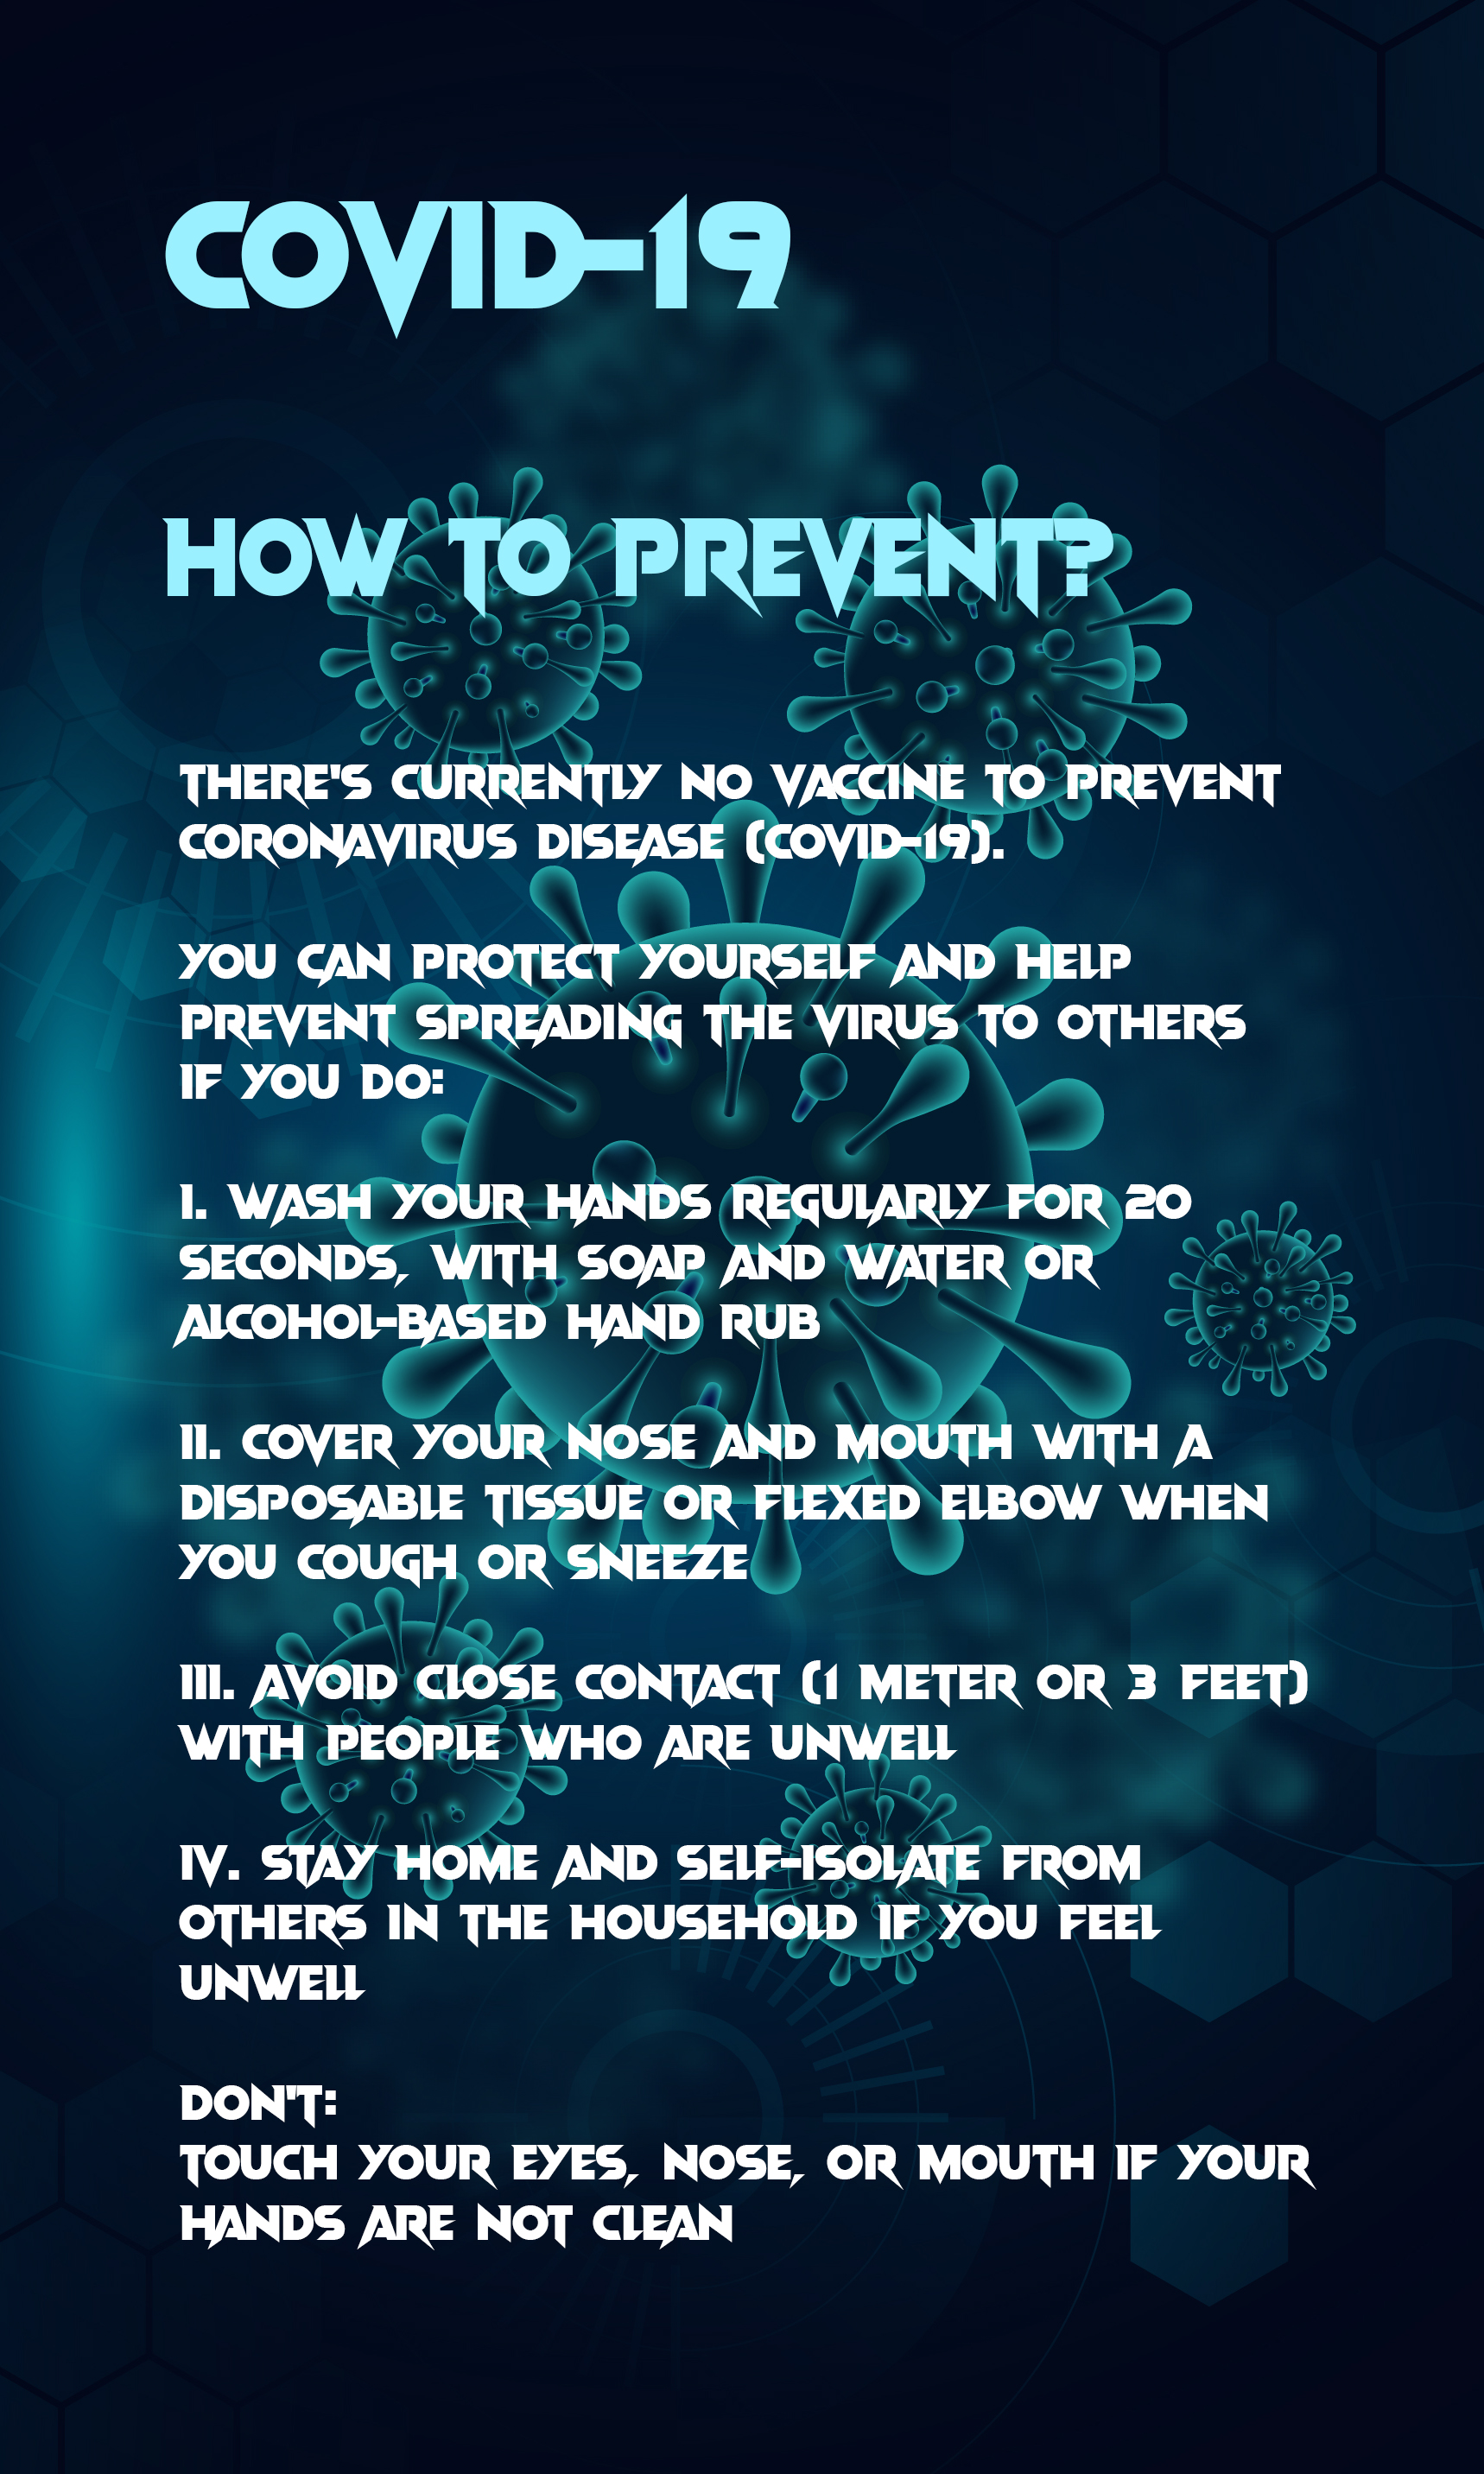 COVID-19
HOW TO PREVENT?
THERE'S CURRENTLY NO VACCINE TO PREVENT
CORONAVIRUS DISEASE (COVID-19).
YOU CAN PROTECT YOURSELF AND HELP
PREVENT SPREADING THE VIRUS TO OTHERS
IF YOU DO:
I. WASH YOUR HANDS REGULARLY FOR 20
SECONDS, WITH SOAP AND WATER OR
ALCOHOL-BASED HAND RUB
II. COVER YOUR NOSE AND MOUTH WITH A
DISPOSABLE TISSUE OR FLEXED ELBOW WHEN
YOU COUGH OR SNEEZE
III. AVOID CLOSE CONTACT (1 METER OR 3 FEET)
WITH PEOPLE WHO ARE UNWELL
IV. STAY HOME AND SELF-ISOLATE FROM
OTHERS IN THE HOUSEHOLD IF YOU FEEL
UNWELL
DON'T:
TOUCH YOUR EYES, NOSE, OR MOUTH IF YOUR
HANDS ARE NOT CLEAN